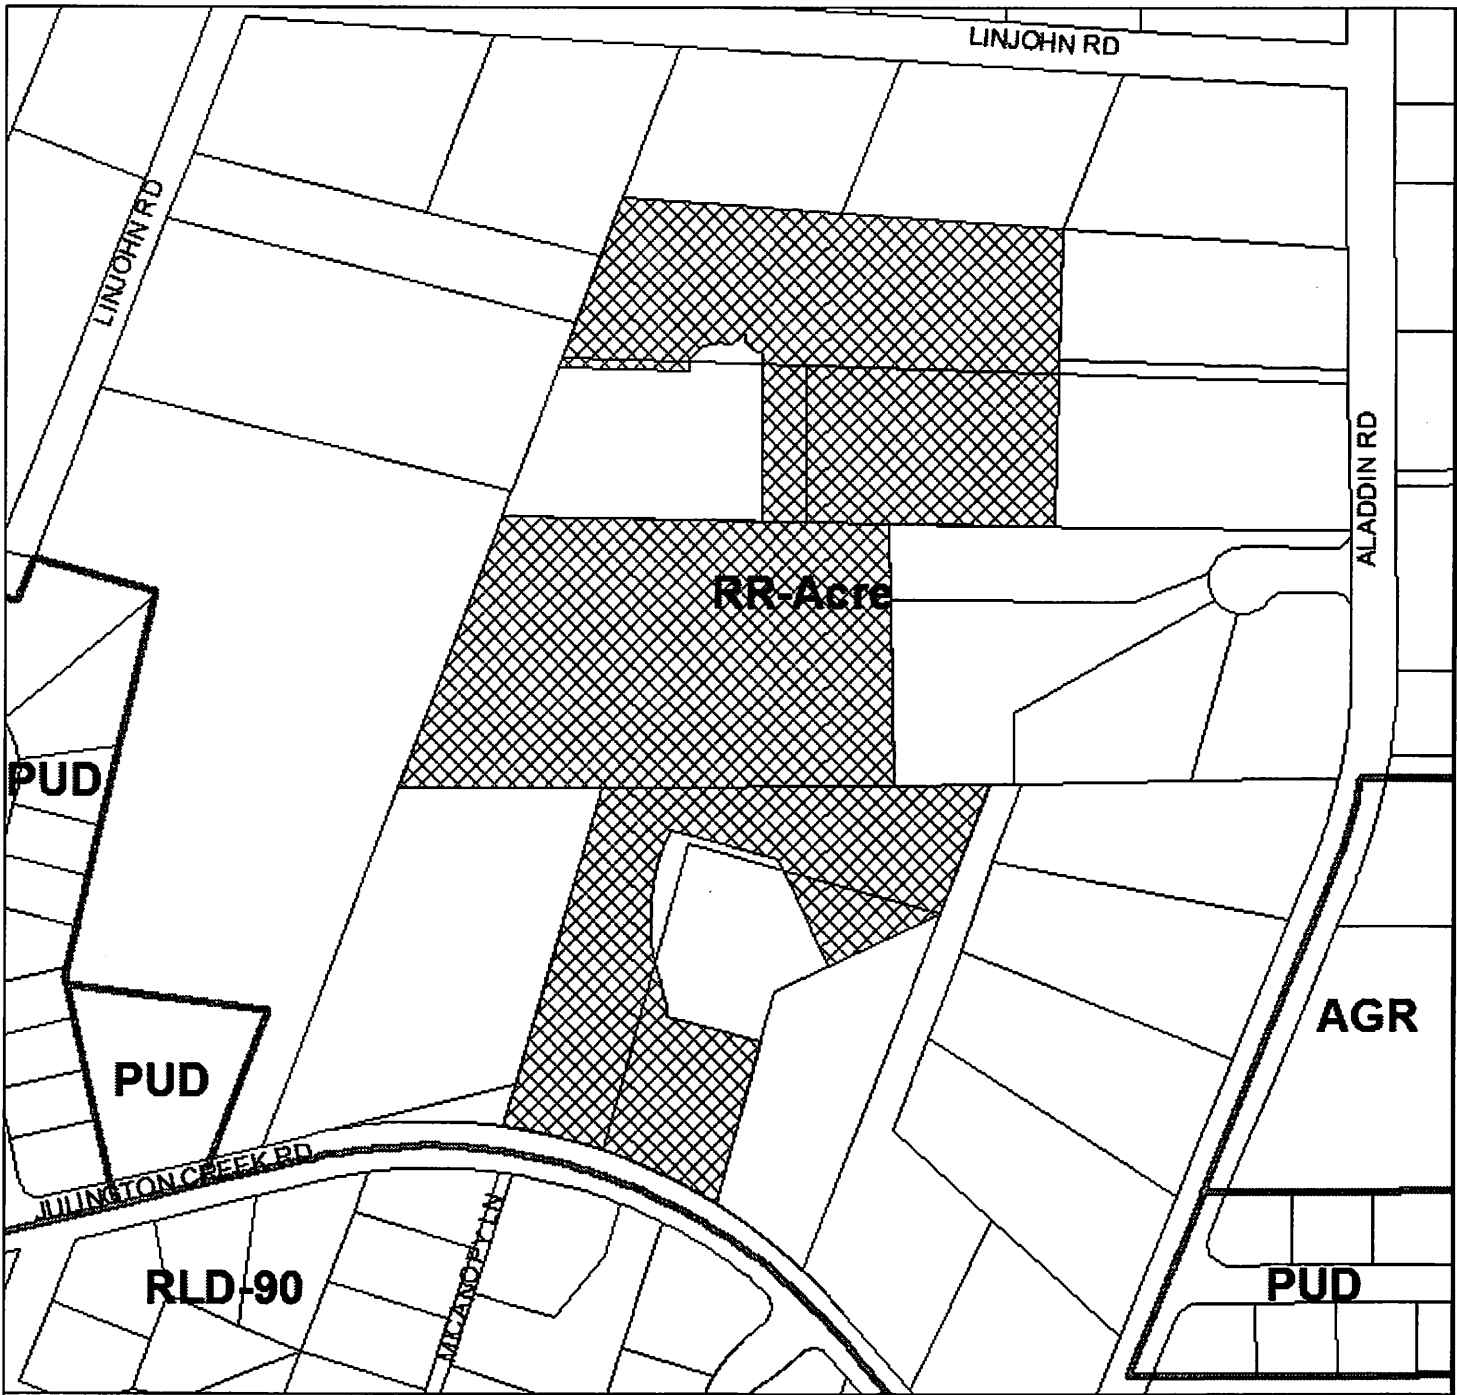 LINJOHN RD
LINJOHN RD
ALADDIN RD
RR-Acre
PUD
AGR
PUD
JULINGTON CREEK RD
MICANOPY LN
RLD-90
PUD